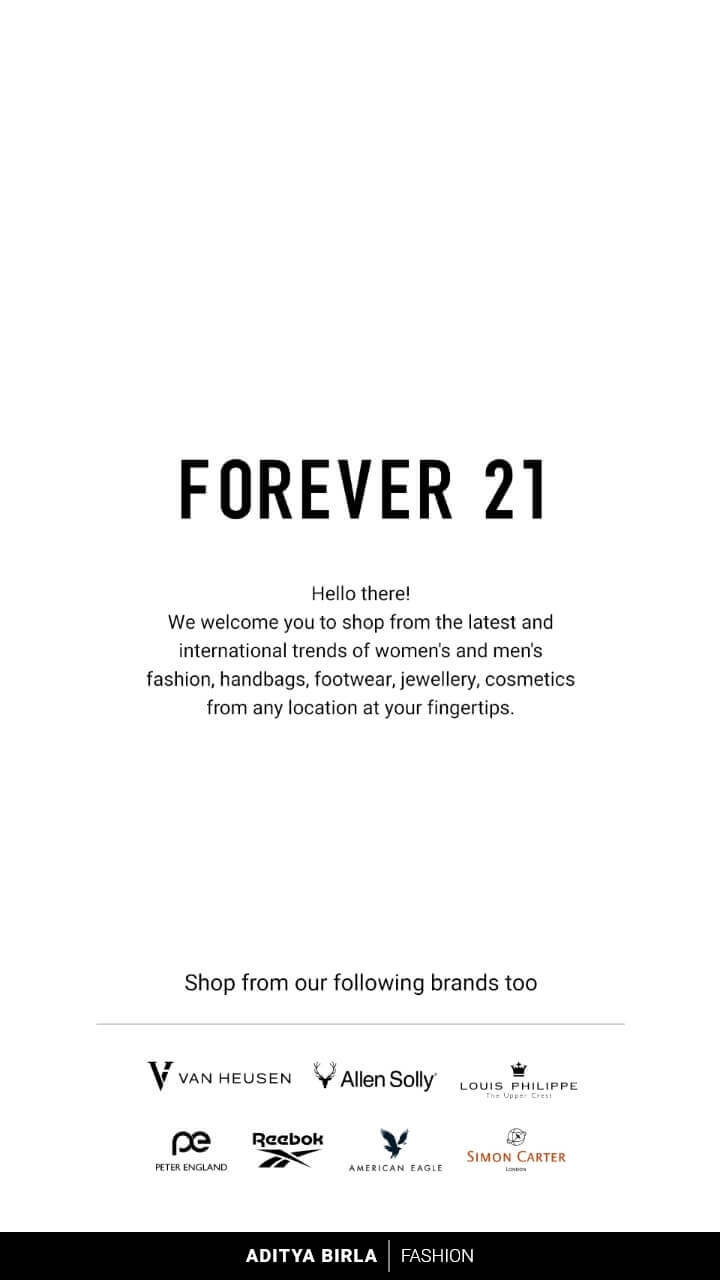 FOREVER 21
Hello there!
We welcome you to shop from the latest and
international trends of women's and men's
fashion, handbags, footwear, jewellery, cosmetics
from any location at your fingertips.
Shop from our following brands too
VAN HEUSEN Allen Solly LOUIS PHILIPPE
The Upper Crest
pe Reebok
PETER ENGLAND AMERICAN EAGLE SIMON CARTER
LONDON
ADITYA BIRLA | FASHION